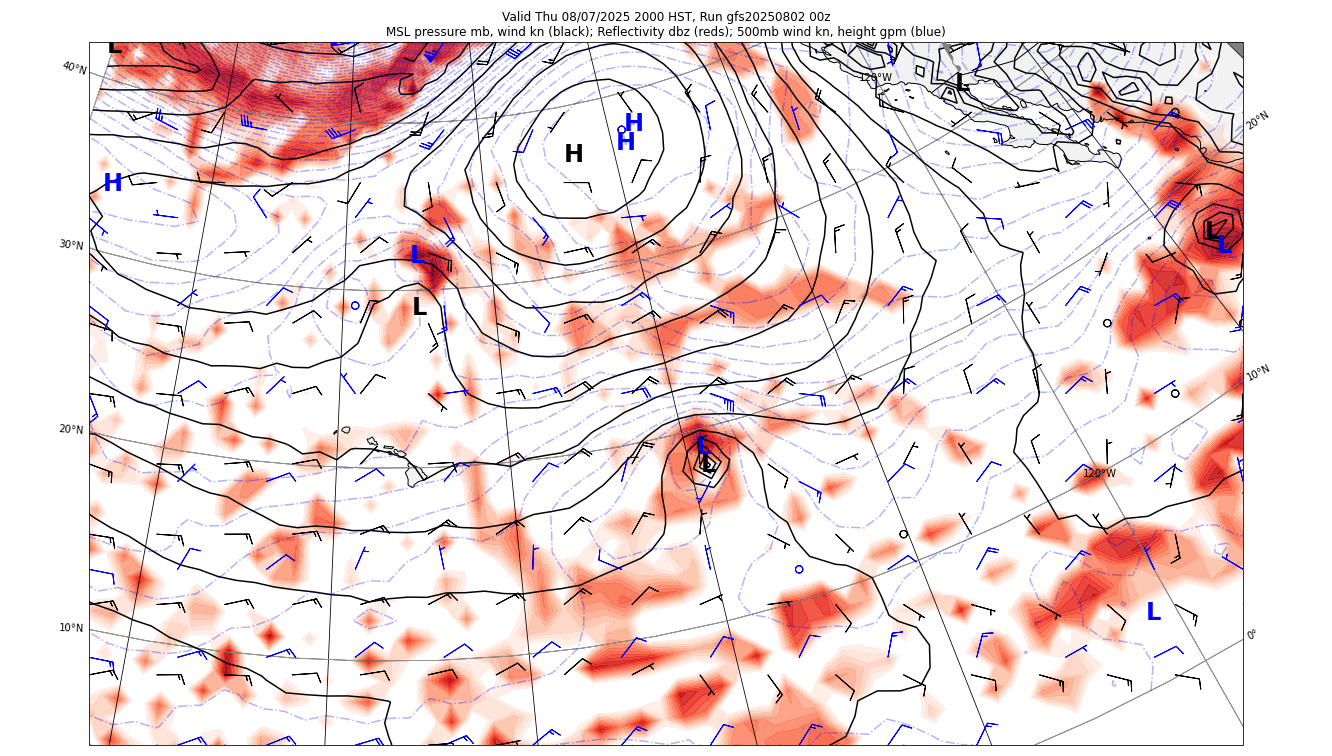 Valid Thu 08/07/2025 2000 HST, Run gfs20250802 00z
MSL pressure mb, wind kn (black); Reflectivity dbz (reds); 500mb wind kn, height gpm (blue)
L
40°N
120°W
L
20°N
H
H
H
H
L
L
30°N
L
L
10°N
20°N
L
L
120°W
10°N
L
0°